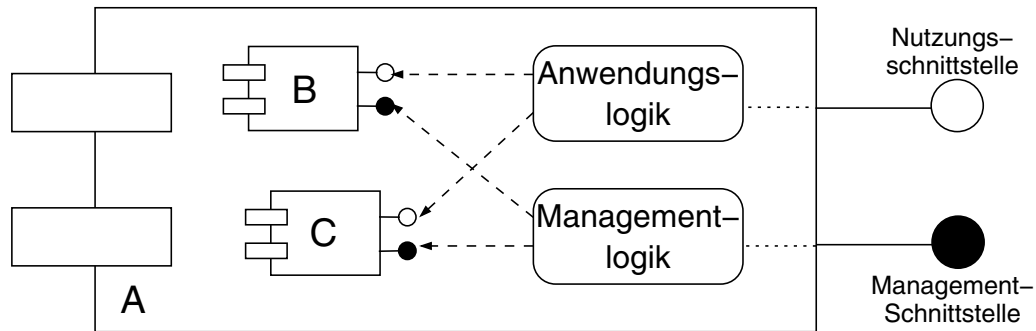 B
Anwendungs–
logik
Nutzungs–
schnittstelle
C
Management–
logik
A
Management–
Schnittstelle